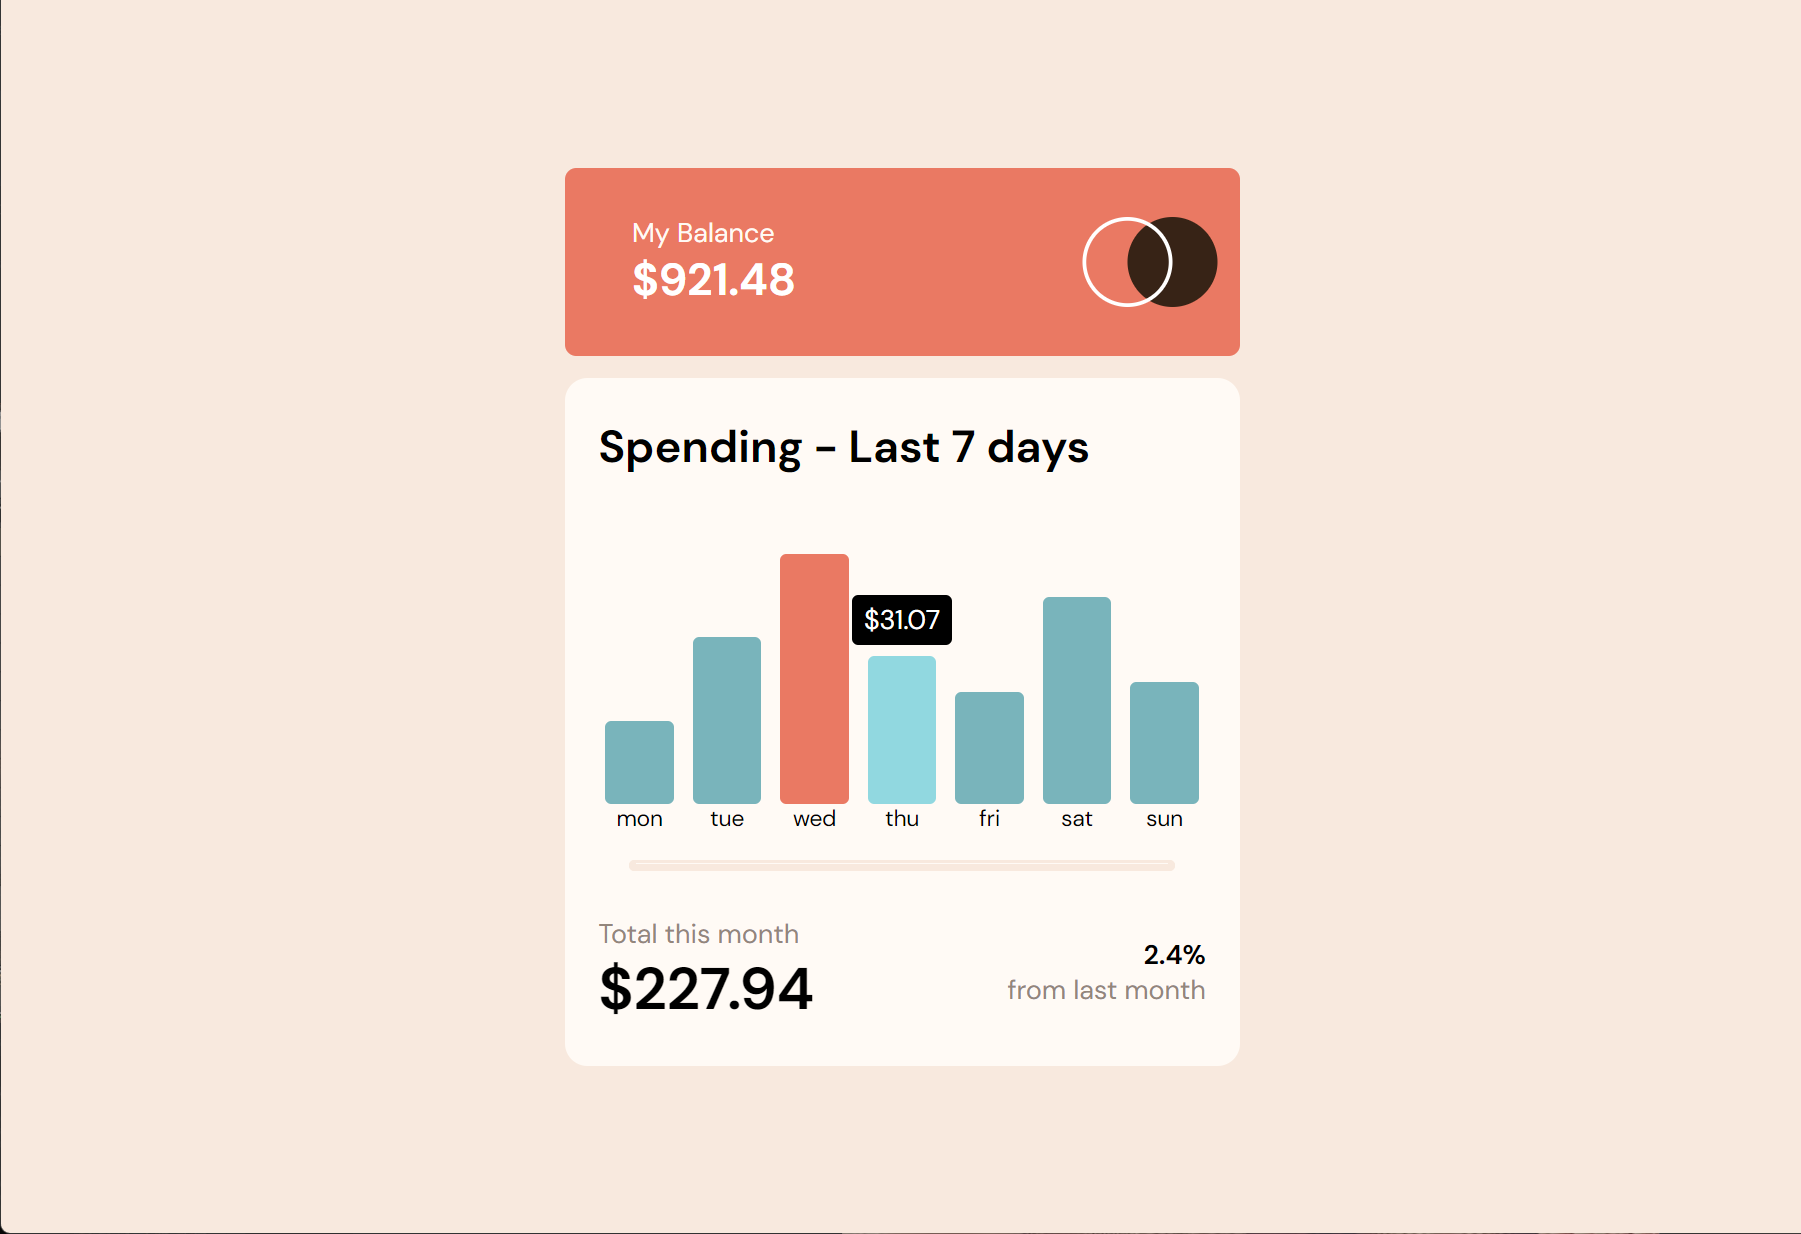 My Balance
$921.48
Spending - Last 7 days
$31.07
mon tue wed thu fri sat sun
Total this month
$227.94
2.4%
from last month